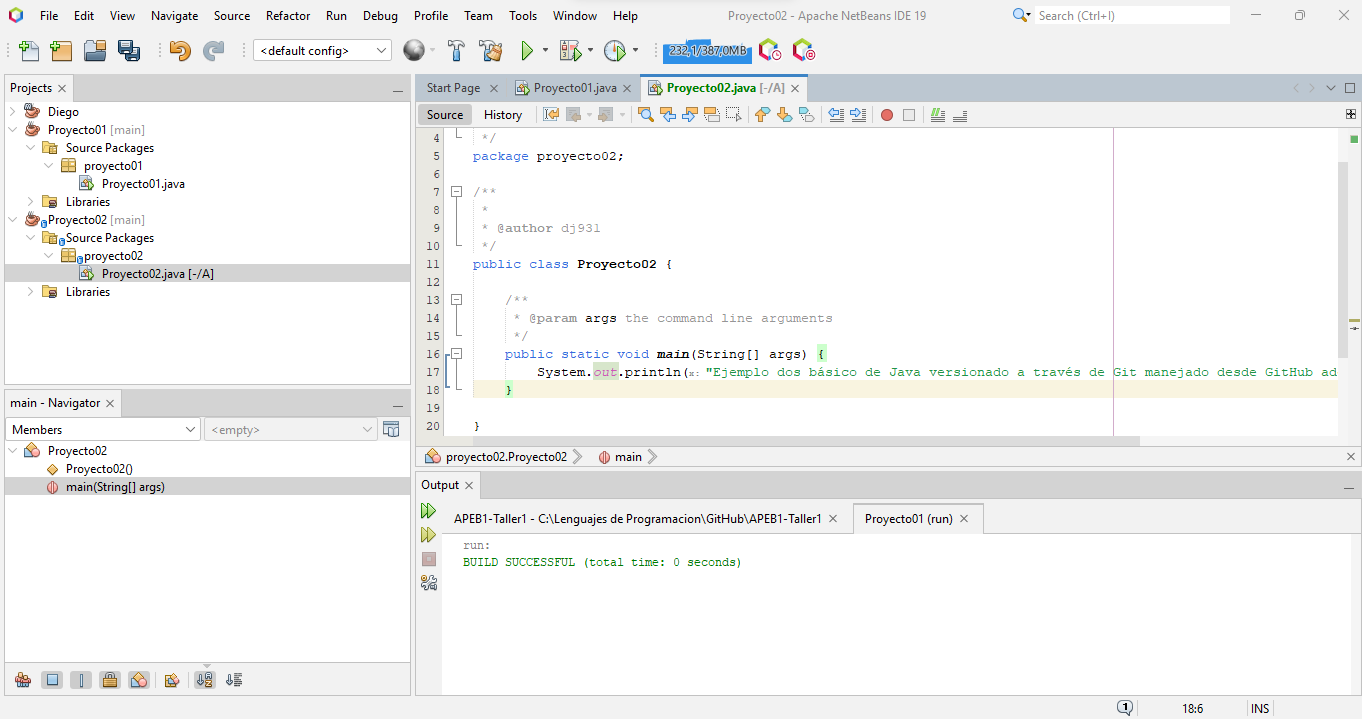 File Edit View Navigate Source Refactor Run Debug Profile Team Tools Window Help Proyecto02 - Apache NetBeans IDE 19 Search (Ctrl+I)
<default config> 232,1/387,0MB
Projects
Diego
Proyecto01 [main]
Source Packages
proyecto01
Proyecto01.java
Libraries
Proyecto02 [main]
Source Packages
proyecto02
Proyecto02.java [-/A]
Libraries
main - Navigator
Members <empty>
Proyecto02
Proyecto02()
main(String[] args)
Start Page Proyecto01.java Proyecto02.java [-/A]
Source History
4 */
5 package proyecto02;
6
7 /**
8 *
9 * @author dj931
10 */
11 public class Proyecto02 {
12
13 /**
14 * @param args the command line arguments
15 */
16 public static void main(String[] args) {
17 System.out.println(x: "Ejemplo dos básico de Java versionado a través de Git manejado desde GitHub ad
18 }
19
20 }
proyecto02.Proyecto02 main
Output
APEB1-Taller1 - C:\Lenguajes de Programacion\GitHub\APEB1-Taller1 Proyecto01 (run)
run:
BUILD SUCCESSFUL (total time: 0 seconds)
1 18:6 INS